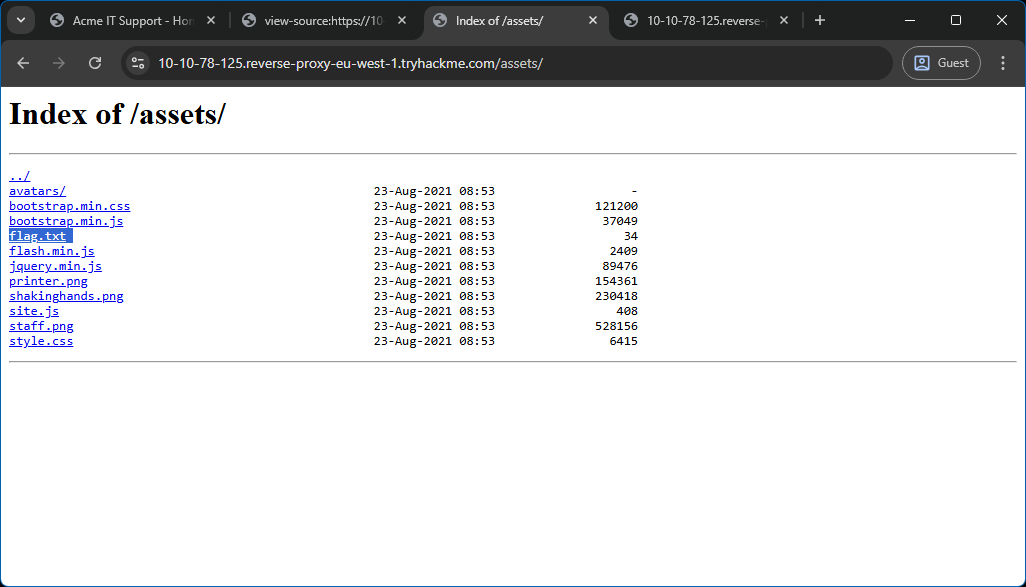 Acme IT Support - Hon
view-source:https://10-
Index of /assets/
10-10-78-125.reverse-
10-10-78-125.reverse-proxy-eu-west-1.tryhackme.com/assets/
Guest
Index of /assets/
../
avatars/ 23-Aug-2021 08:53 -
bootstrap.min.css 23-Aug-2021 08:53 121200
bootstrap.min.js 23-Aug-2021 08:53 37049
flag.txt 23-Aug-2021 08:53 34
flash.min.js 23-Aug-2021 08:53 2409
jquery.min.js 23-Aug-2021 08:53 89476
printer.png 23-Aug-2021 08:53 154361
shakinghands.png 23-Aug-2021 08:53 230418
site.js 23-Aug-2021 08:53 408
staff.png 23-Aug-2021 08:53 528156
style.css 23-Aug-2021 08:53 6415